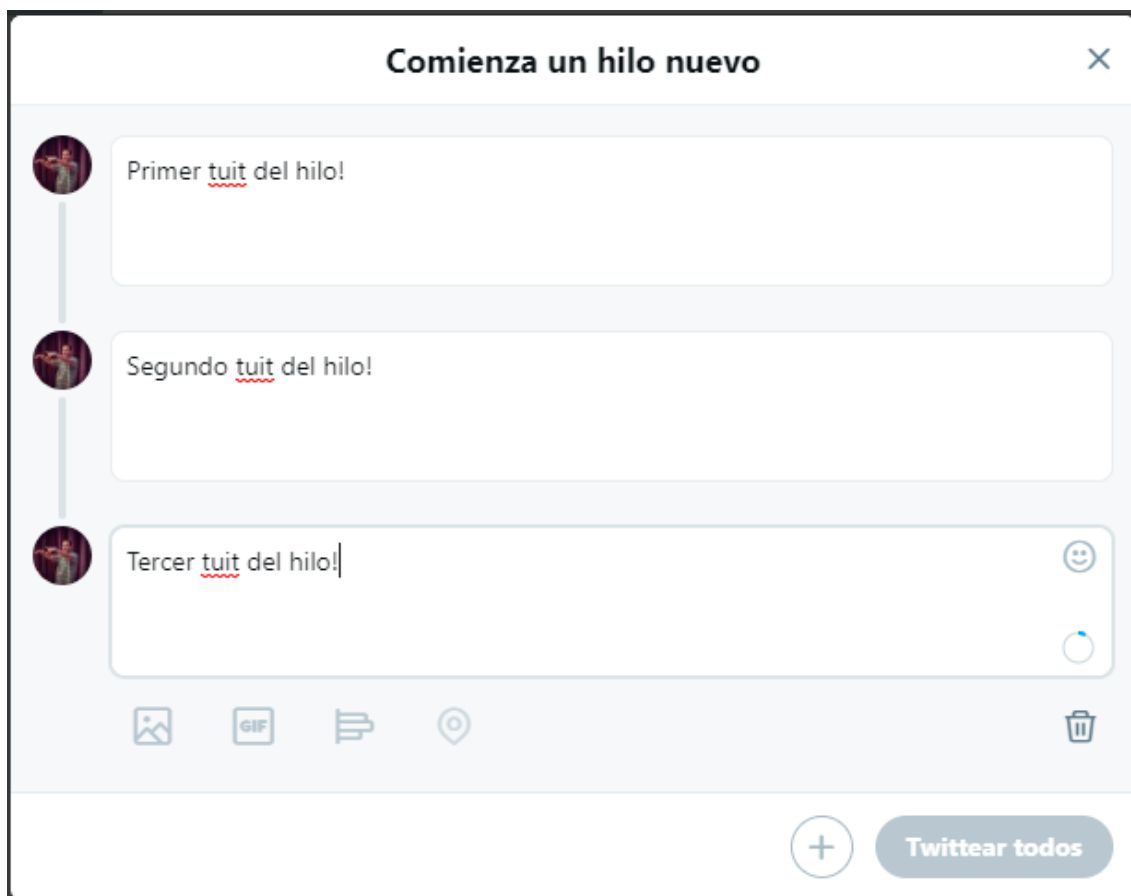 Comienza un hilo nuevo
Primer tuit del hilo!
Segundo tuit del hilo!
Tercer tuit del hilo!
GIF
Twittear todos